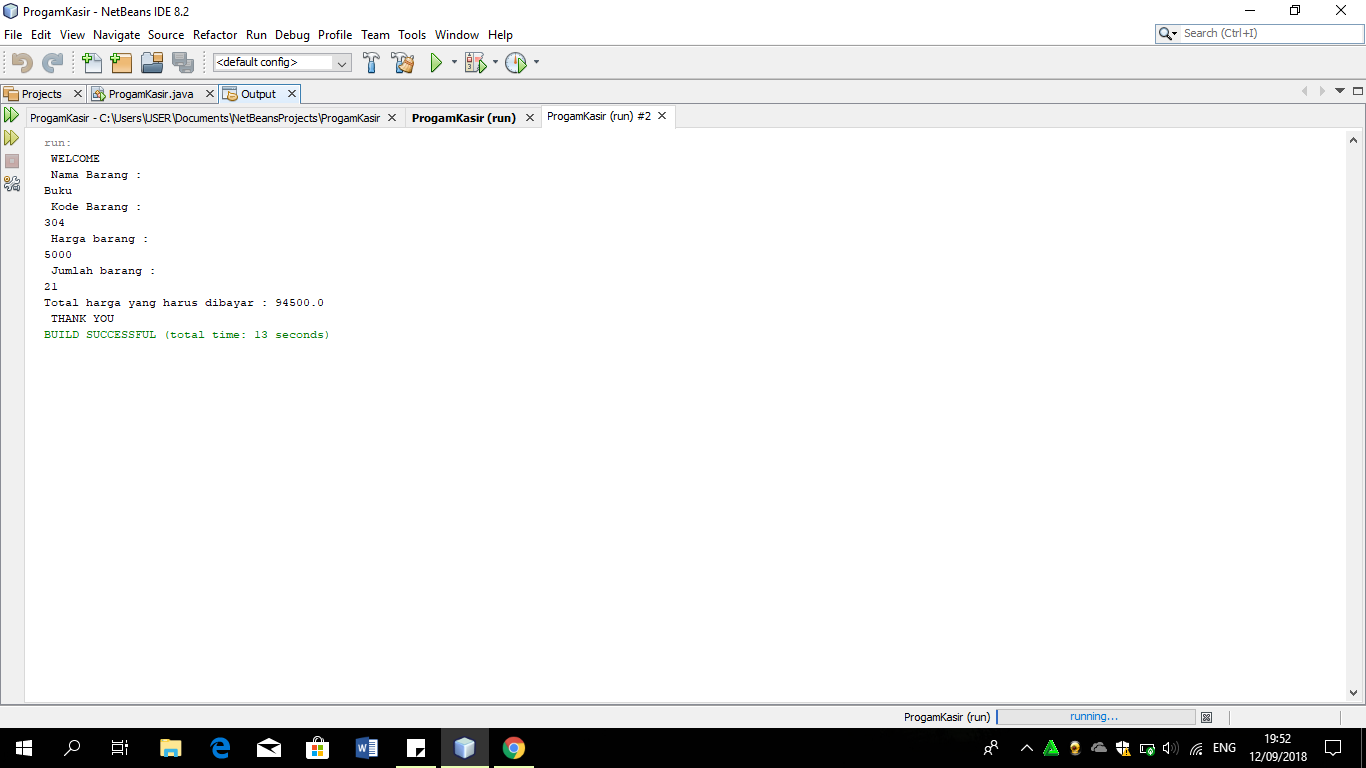 ProgamKasir - NetBeans IDE 8.2
File Edit View Navigate Source Refactor Run Debug Profile Team Tools Window Help
Search (Ctrl+I)
<default config>
Projects ProgamKasir.java Output
ProgamKasir - C:\Users\USER\Documents\NetBeansProjects\ProgamKasir ProgamKasir (run) ProgamKasir (run) #2
run:
WELCOME
Nama Barang :
Buku
Kode Barang :
304
Harga barang :
5000
Jumlah barang :
21
Total harga yang harus dibayar : 94500.0
THANK YOU
BUILD SUCCESSFUL (total time: 13 seconds)
ProgamKasir (run) running...
ENG
19:52
12/09/2018